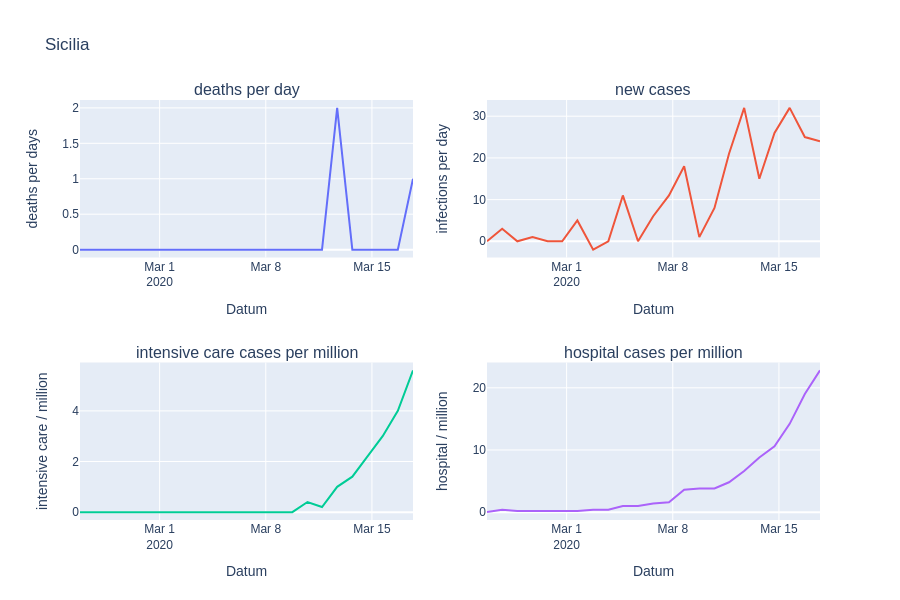 Sicilia
deaths per day
deaths per days
2
1.5
1
0.5
0
Mar 1
2020
Mar 8
Mar 15
Datum
new cases
infections per day
30
20
10
0
Mar 1
2020
Mar 8
Mar 15
Datum
intensive care cases per million
intensive care / million
4
2
0
Mar 1
2020
Mar 8
Mar 15
Datum
hospital cases per million
hospital / million
20
10
0
Mar 1
2020
Mar 8
Mar 15
Datum